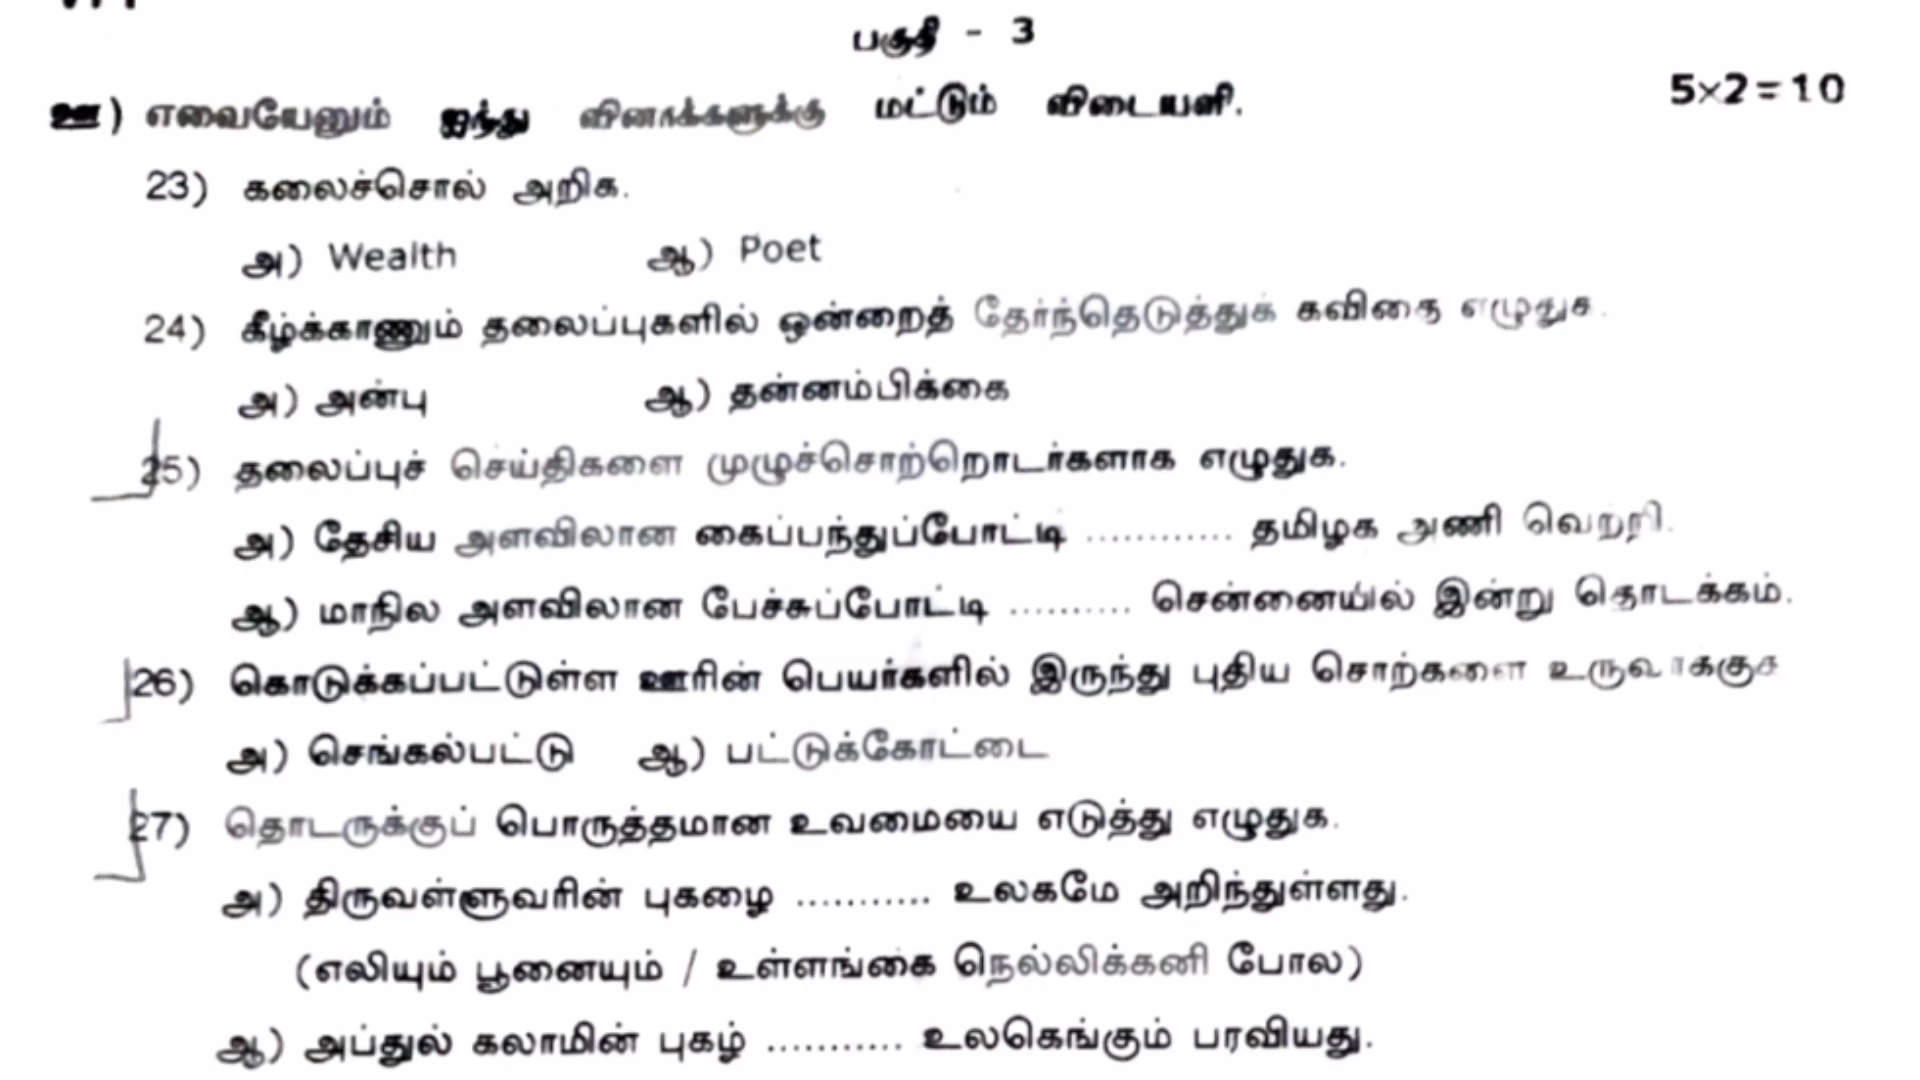 பகுதி - 3
5×2=10
ஊ) எவையேனும் ஐந்து வினாக்களுக்கு மட்டும் விடையளி.
23) கலைச்சொல் அறிக.
அ) Wealth ஆ) Poet
24) கீழ்க்காணும் தலைப்புகளில் ஒன்றைத் தேர்ந்தெடுத்துக் கவிதை எழுதுக.
அ) அன்பு ஆ) தன்னம்பிக்கை
25) தலைப்புச் செய்திகளை முழுச்சொற்றொடர்களாக எழுதுக.
அ) தேசிய அளவிலான கைப்பந்துப்போட்டி ............ தமிழக அணி வெற்றி.
ஆ) மாநில அளவிலான பேச்சுப்போட்டி .......... சென்னையில் இன்று தொடக்கம்.
26) கொடுக்கப்பட்டுள்ள ஊரின் பெயர்களில் இருந்து புதிய சொற்களை உருவாக்குக
அ) செங்கல்பட்டு ஆ) பட்டுக்கோட்டை
27) தொடருக்குப் பொருத்தமான உவமையை எடுத்து எழுதுக.
அ) திருவள்ளுவரின் புகழை ........... உலகமே அறிந்துள்ளது.
(எலியும் பூனையும் / உள்ளங்கை நெல்லிக்கனி போல)
ஆ) அப்துல் கலாமின் புகழ் ........... உலகெங்கும் பரவியது.